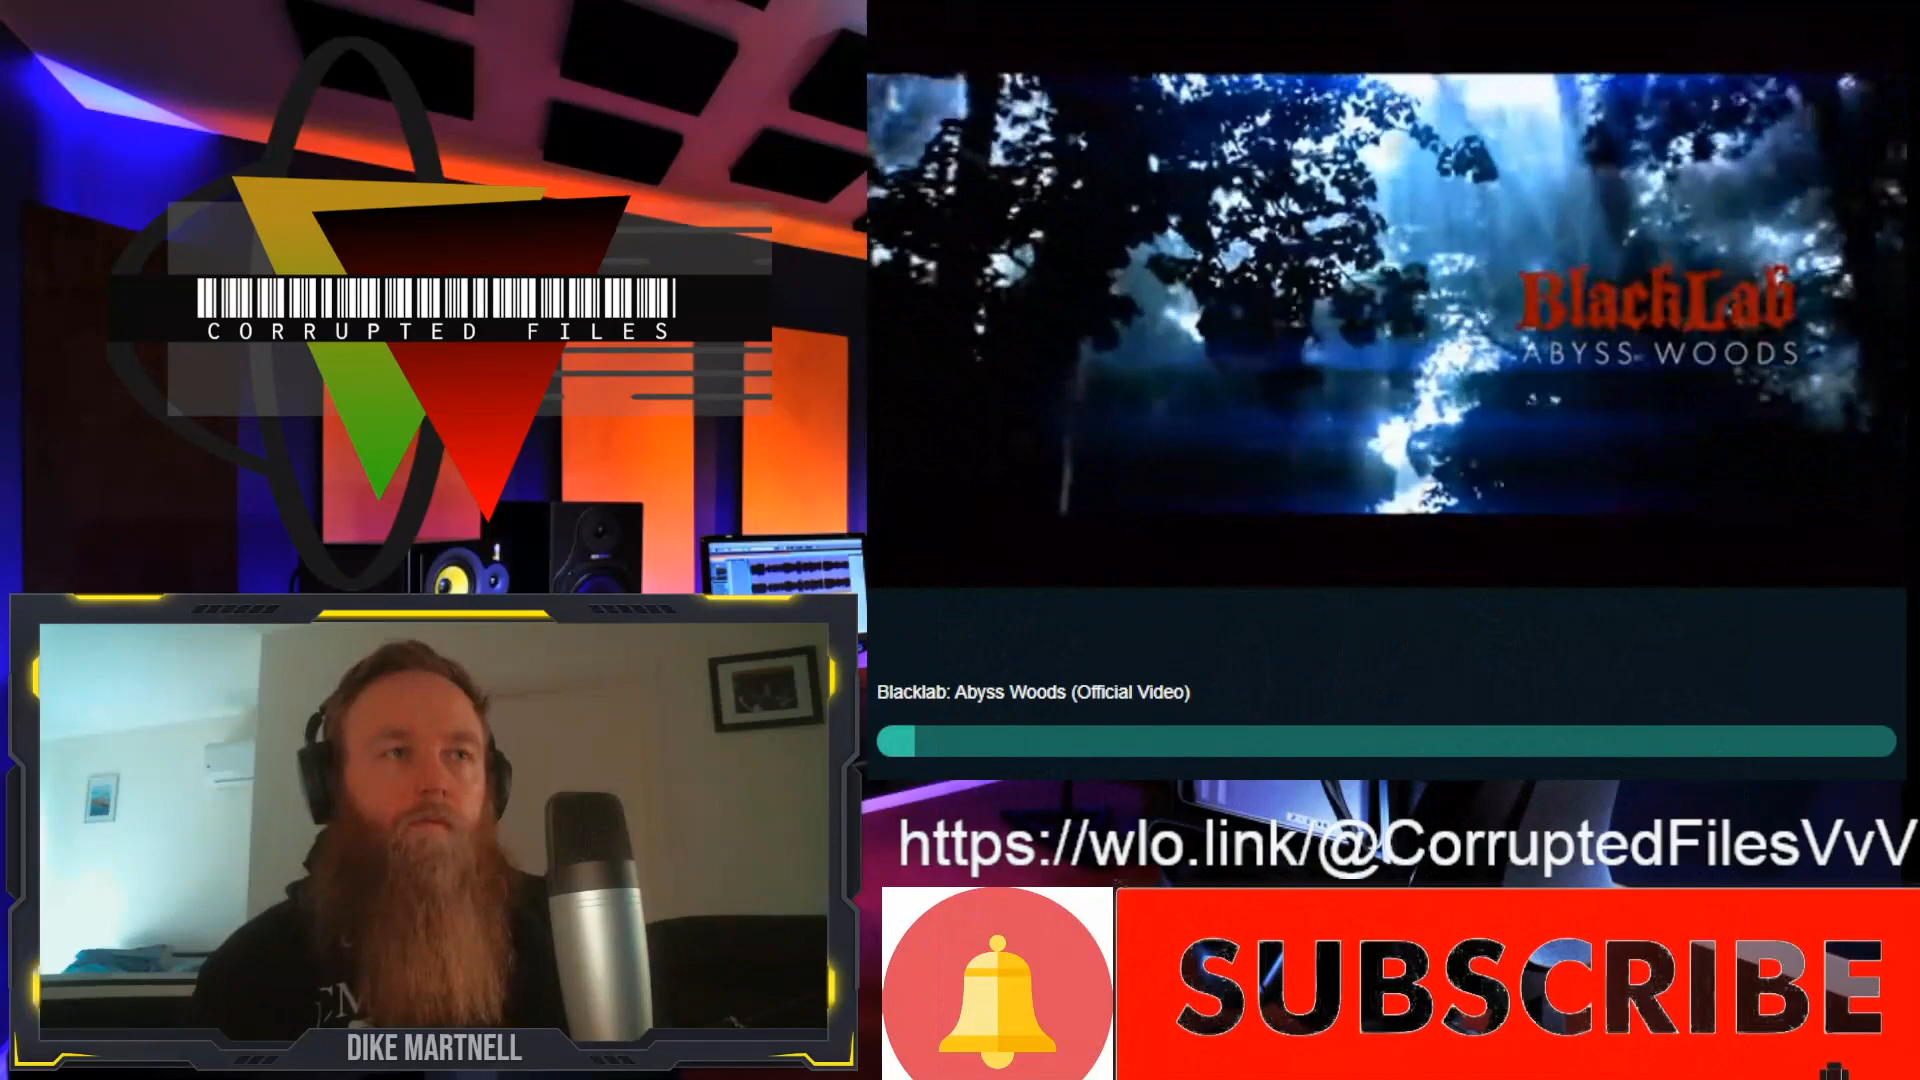 CORRUPTED FILES
BlackLab
ABYSS WOODS
Blacklab: Abyss Woods (Official Video)
https://wlo.link/@CorruptedFilesVvV
SUBSCRIBE
DIKE MARTNELL